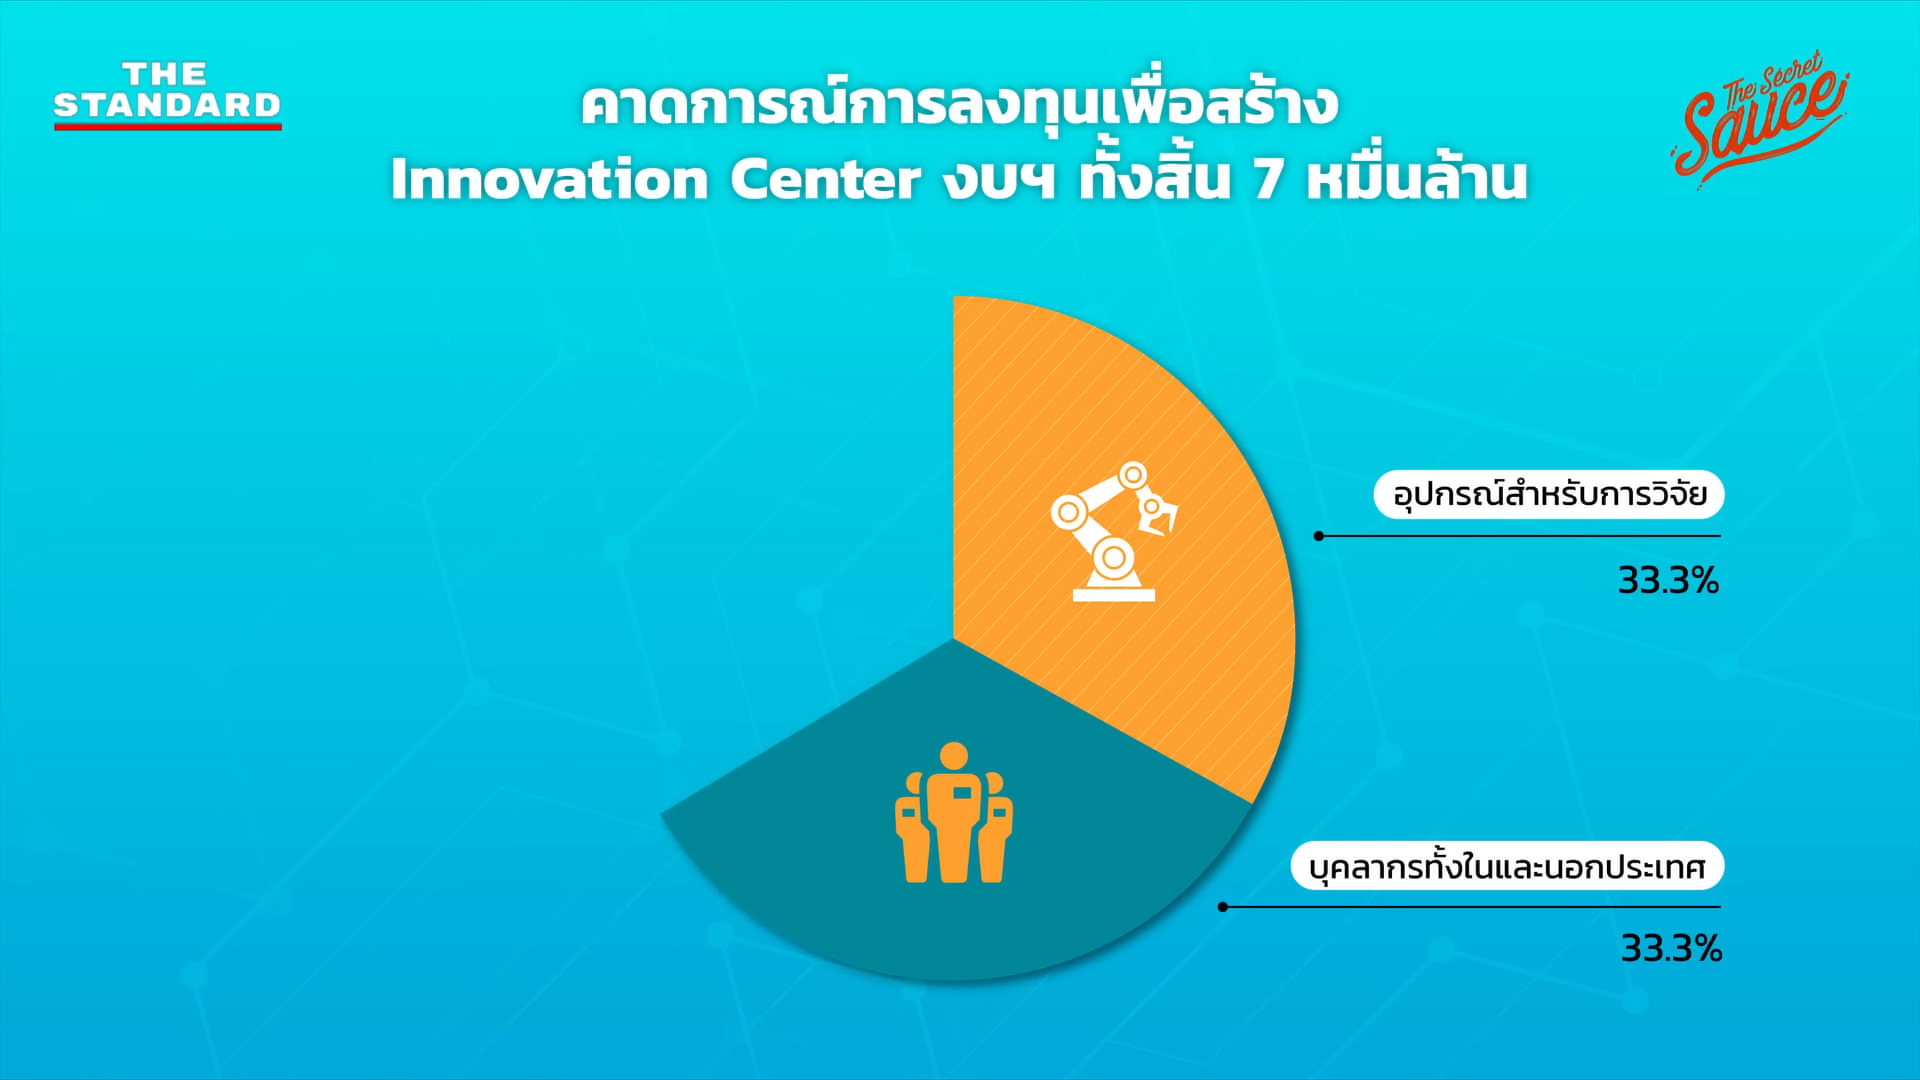 THE
STANDARD
คาดการณ์การลงทุนเพื่อสร้าง
Innovation Center งบฯ ทั้งสิ้น 7 หมื่นล้าน
The Secret
Sauce
อุปกรณ์สำหรับการวิจัย
33.3%
บุคลากรทั้งในและนอกประเทศ
33.3%